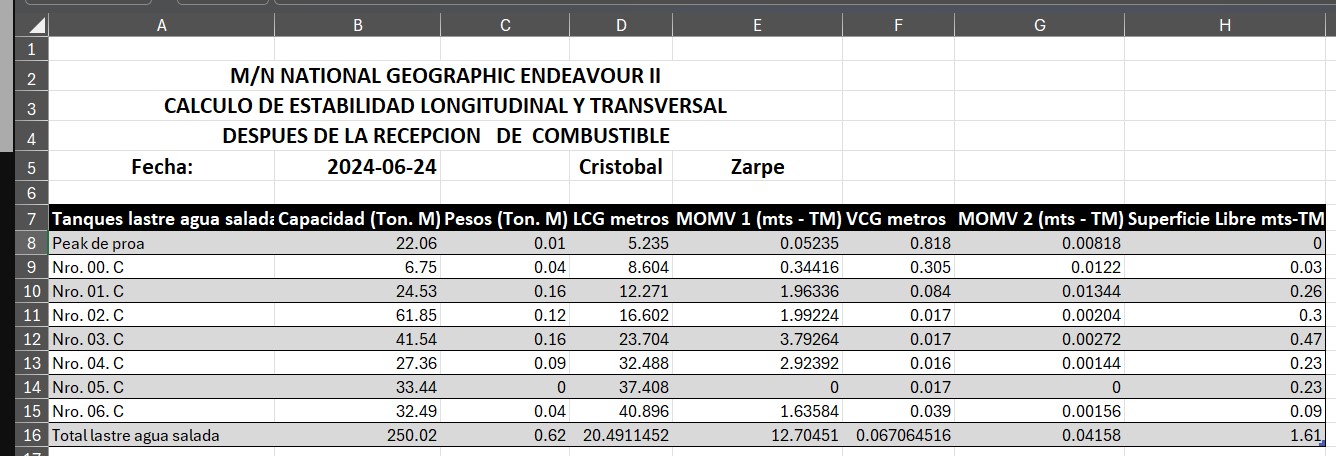 A B C D E F G H
1
2 M/N NATIONAL GEOGRAPHIC ENDEAVOUR II
3 CALCULO DE ESTABILIDAD LONGITUDINAL Y TRANSVERSAL
4 DESPUES DE LA RECEPCION DE COMBUSTIBLE
5 Fecha: 2024-06-24 Cristobal Zarpe
6
7 Tanques lastre agua salada Capacidad (Ton. M) Pesos (Ton. M) LCG metros MOMV 1 (mts - TM) VCG metros MOMV 2 (mts - TM) Superficie Libre mts-TM
8 Peak de proa 22.06 0.01 5.235 0.05235 0.818 0.00818 0
9 Nro. 00. C 6.75 0.04 8.604 0.34416 0.305 0.0122 0.03
10 Nro. 01. C 24.53 0.16 12.271 1.96336 0.084 0.01344 0.26
11 Nro. 02. C 61.85 0.12 16.602 1.99224 0.017 0.00204 0.3
12 Nro. 03. C 41.54 0.16 23.704 3.79264 0.017 0.00272 0.47
13 Nro. 04. C 27.36 0.09 32.488 2.92392 0.016 0.00144 0.23
14 Nro. 05. C 33.44 0 37.408 0 0.017 0 0.23
15 Nro. 06. C 32.49 0.04 40.896 1.63584 0.039 0.00156 0.09
16 Total lastre agua salada 250.02 0.62 20.4911452 12.70451 0.067064516 0.04158 1.61